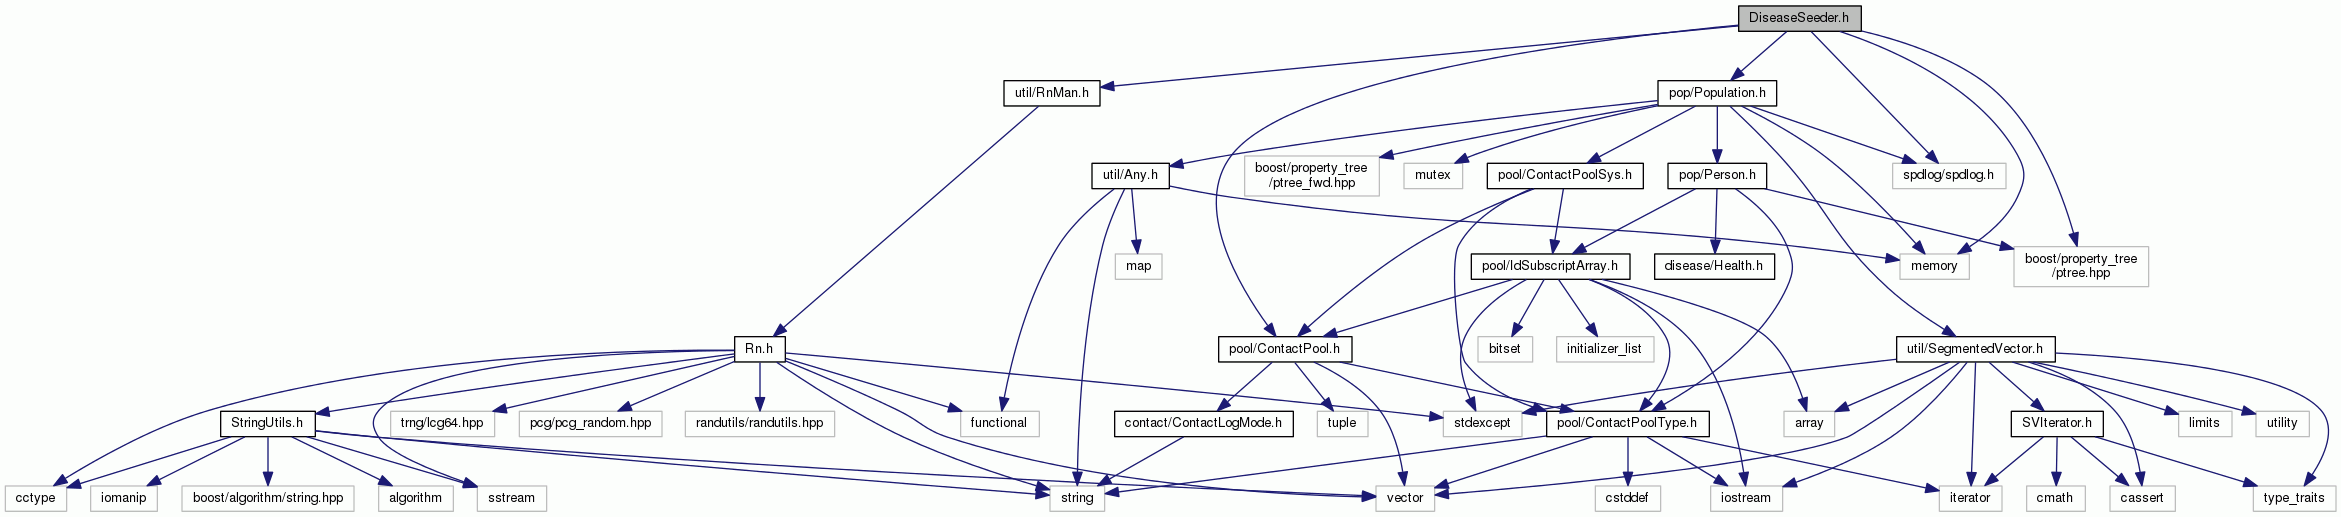 DiseaseSeeder.h
util/RnMan.h
pop/Population.h
util/Any.h
boost/property_tree
/ptree_fwd.hpp
mutex
pool/ContactPoolSys.h
pop/Person.h
spdlog/spdlog.h
map
pool/IdSubscriptArray.h
disease/Health.h
memory
boost/property_tree
/ptree.hpp
Rn.h
pool/ContactPool.h
bitset
initializer_list
util/SegmentedVector.h
StringUtils.h
trng/lcg64.hpp
pcg/pcg_random.hpp
randutils/randutils.hpp
functional
contact/ContactLogMode.h
tuple
stdexcept
pool/ContactPoolType.h
array
SVIterator.h
limits
utility
cctype
iomanip
boost/algorithm/string.hpp
algorithm
sstream
string
vector
cstddef
iostream
iterator
cmath
cassert
type_traits